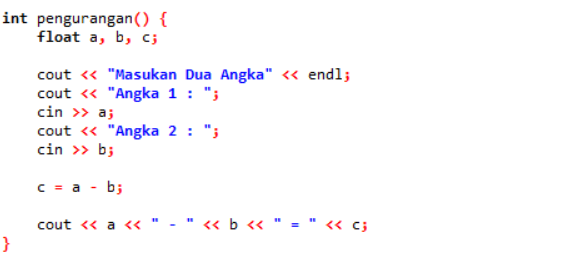 int pengurangan() {
    float a, b, c;

    cout << "Masukan Dua Angka" << endl;
    cout << "Angka 1 : ";
    cin >> a;
    cout << "Angka 2 : ";
    cin >> b;

    c = a - b;

    cout << a << " - " << b << " = " << c;
}